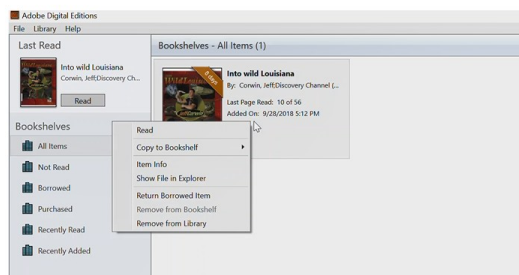 Adobe Digital Editions
File Library Help
Last Read
Into wild Louisiana
Corwin, Jeff;Discovery Ch...
Read
Bookshelves
All Items
Not Read
Borrowed
Purchased
Recently Read
Recently Added
Bookshelves - All Items (1)
0 days
Into wild Louisiana
By: Corwin, Jeff;Discovery Channel (...
Last Page Read: 10 of 56
Added On: 9/28/2018 5:12 PM
Read
Copy to Bookshelf
Item Info
Show File in Explorer
Return Borrowed Item
Remove from Bookshelf
Remove from Library